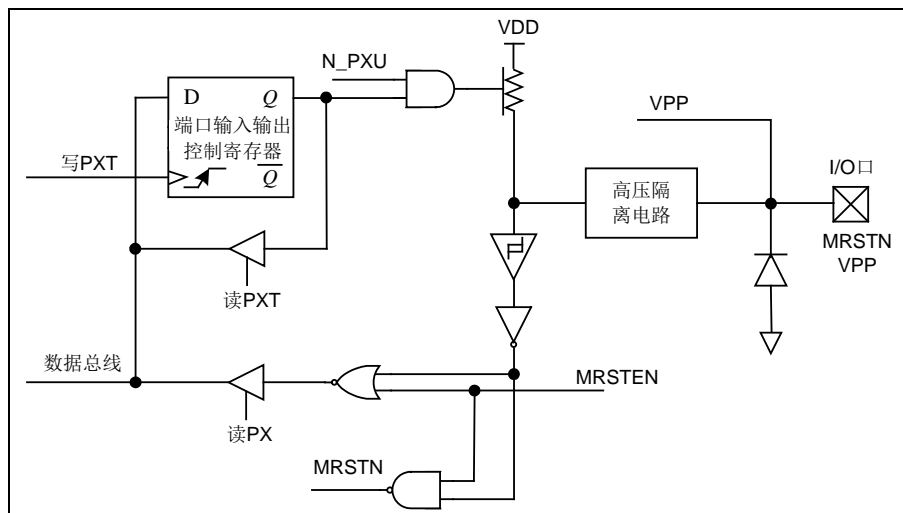 VDD
N_PXU
VPP
D Q
端口输入输出
控制寄存器
Q
写PXT
I/O口
高压隔
离电路
MRSTN
VPP
读PXT
数据总线
MRSTEN
读PX
MRSTN